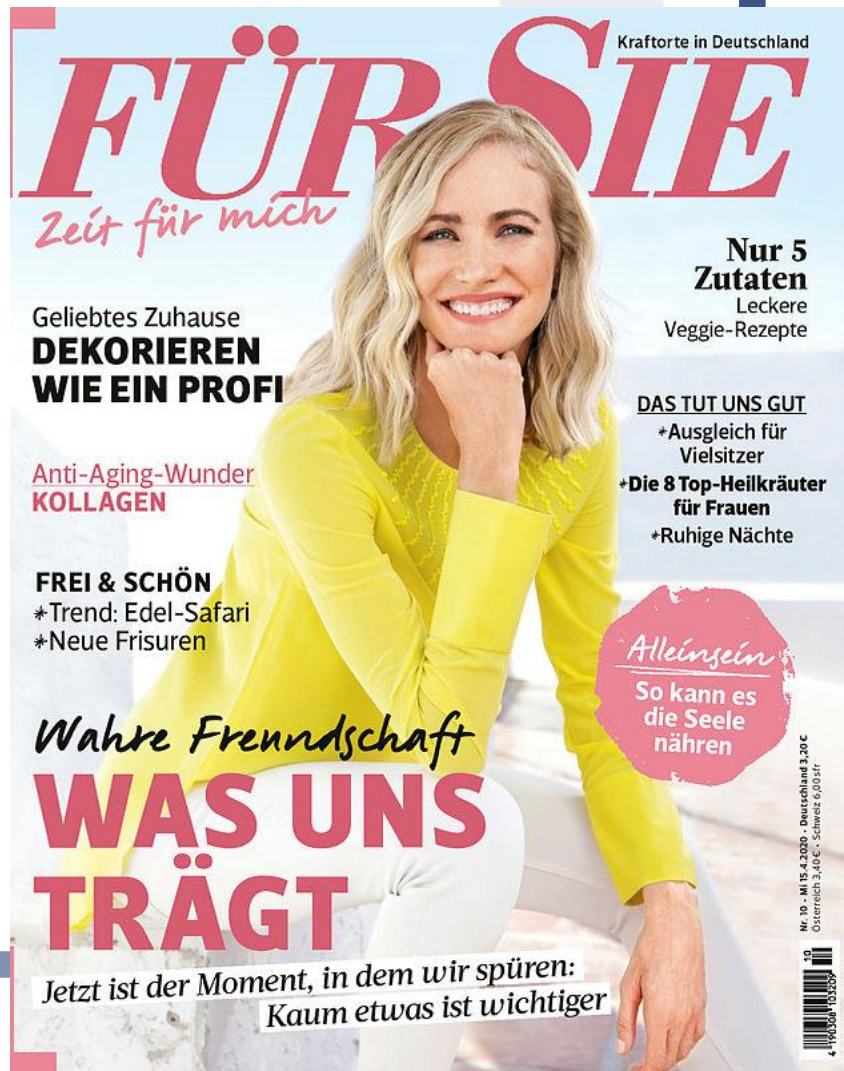 Kraftorte in Deutschland
FÜR SIE
Zeit für mich
Nur 5
Zutaten
Leckere
Veggie-Rezepte
Geliebtes Zuhause
DEKORIEREN
WIE EIN PROFI
DAS TUT UNS GUT
*Ausgleich für
Vielsitzer
*Die 8 Top-Heilkräuter
für Frauen
*Ruhige Nächte
Anti-Aging-Wunder
KOLLAGEN
FREI & SCHÖN
*Trend: Edel-Safari
*Neue Frisuren
Alleinsein
So kann es
die Seele
nähren
Wahre Freundschaft
WAS UNS
TRÄGT
Jetzt ist der Moment, in dem wir spüren:
Kaum etwas ist wichtiger
Nr. 10 - Mi 15.4.2020 - Deutschland 3,20 €
Österreich 3,40 € - Schweiz 6,00 sfr
10
4 190308 103209